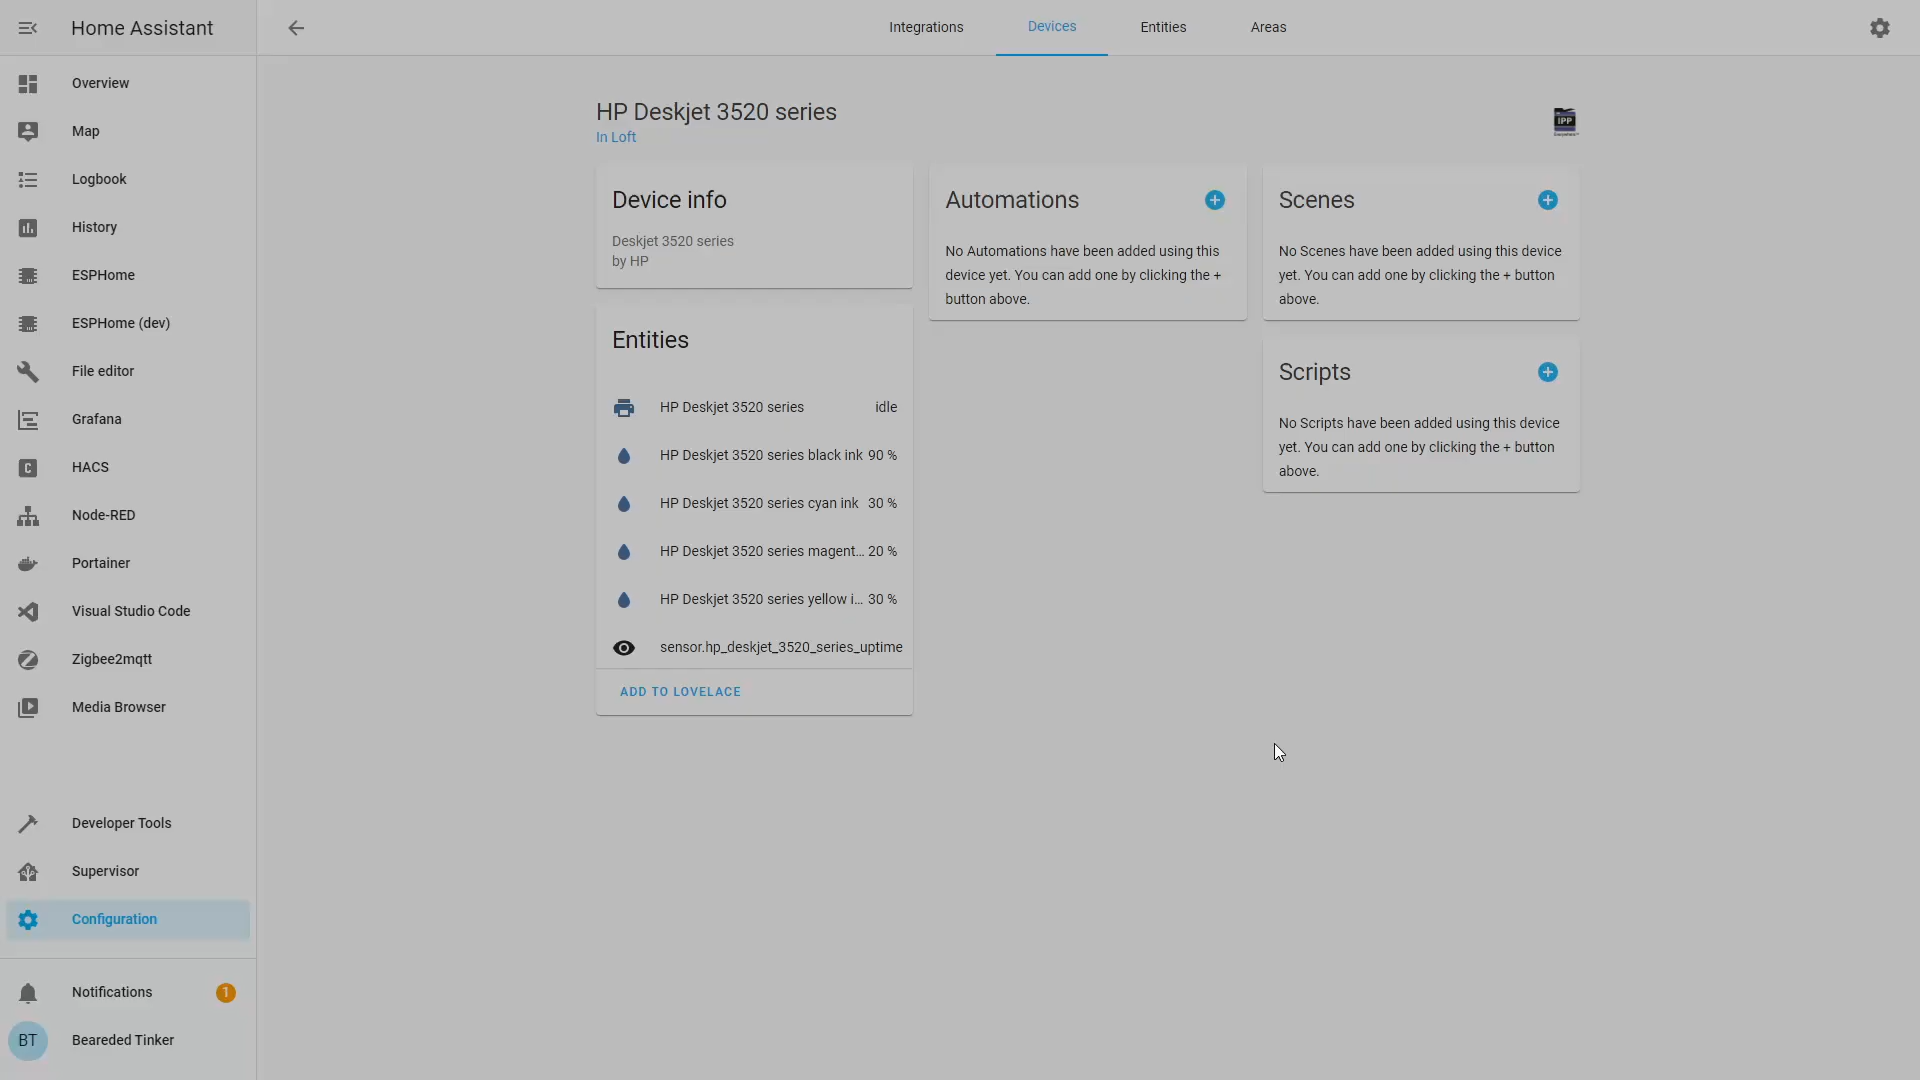 Home Assistant
Integrations
Devices
Entities
Areas
Overview
Map
Logbook
History
ESPHome
ESPHome (dev)
File editor
Grafana
HACS
Node-RED
Portainer
Visual Studio Code
Zigbee2mqtt
Media Browser
Developer Tools
Supervisor
Configuration
Notifications
1
BT
Beareded Tinker
HP Deskjet 3520 series
In Loft
IPP
Device info
Deskjet 3520 series
by HP
Entities
HP Deskjet 3520 series idle
HP Deskjet 3520 series black ink 90 %
HP Deskjet 3520 series cyan ink 30 %
HP Deskjet 3520 series magent... 20 %
HP Deskjet 3520 series yellow i... 30 %
sensor.hp_deskjet_3520_series_uptime
ADD TO LOVELACE
Automations
No Automations have been added using this
device yet. You can add one by clicking the +
button above.
Scenes
No Scenes have been added using this device
yet. You can add one by clicking the + button
above.
Scripts
No Scripts have been added using this device
yet. You can add one by clicking the + button
above.